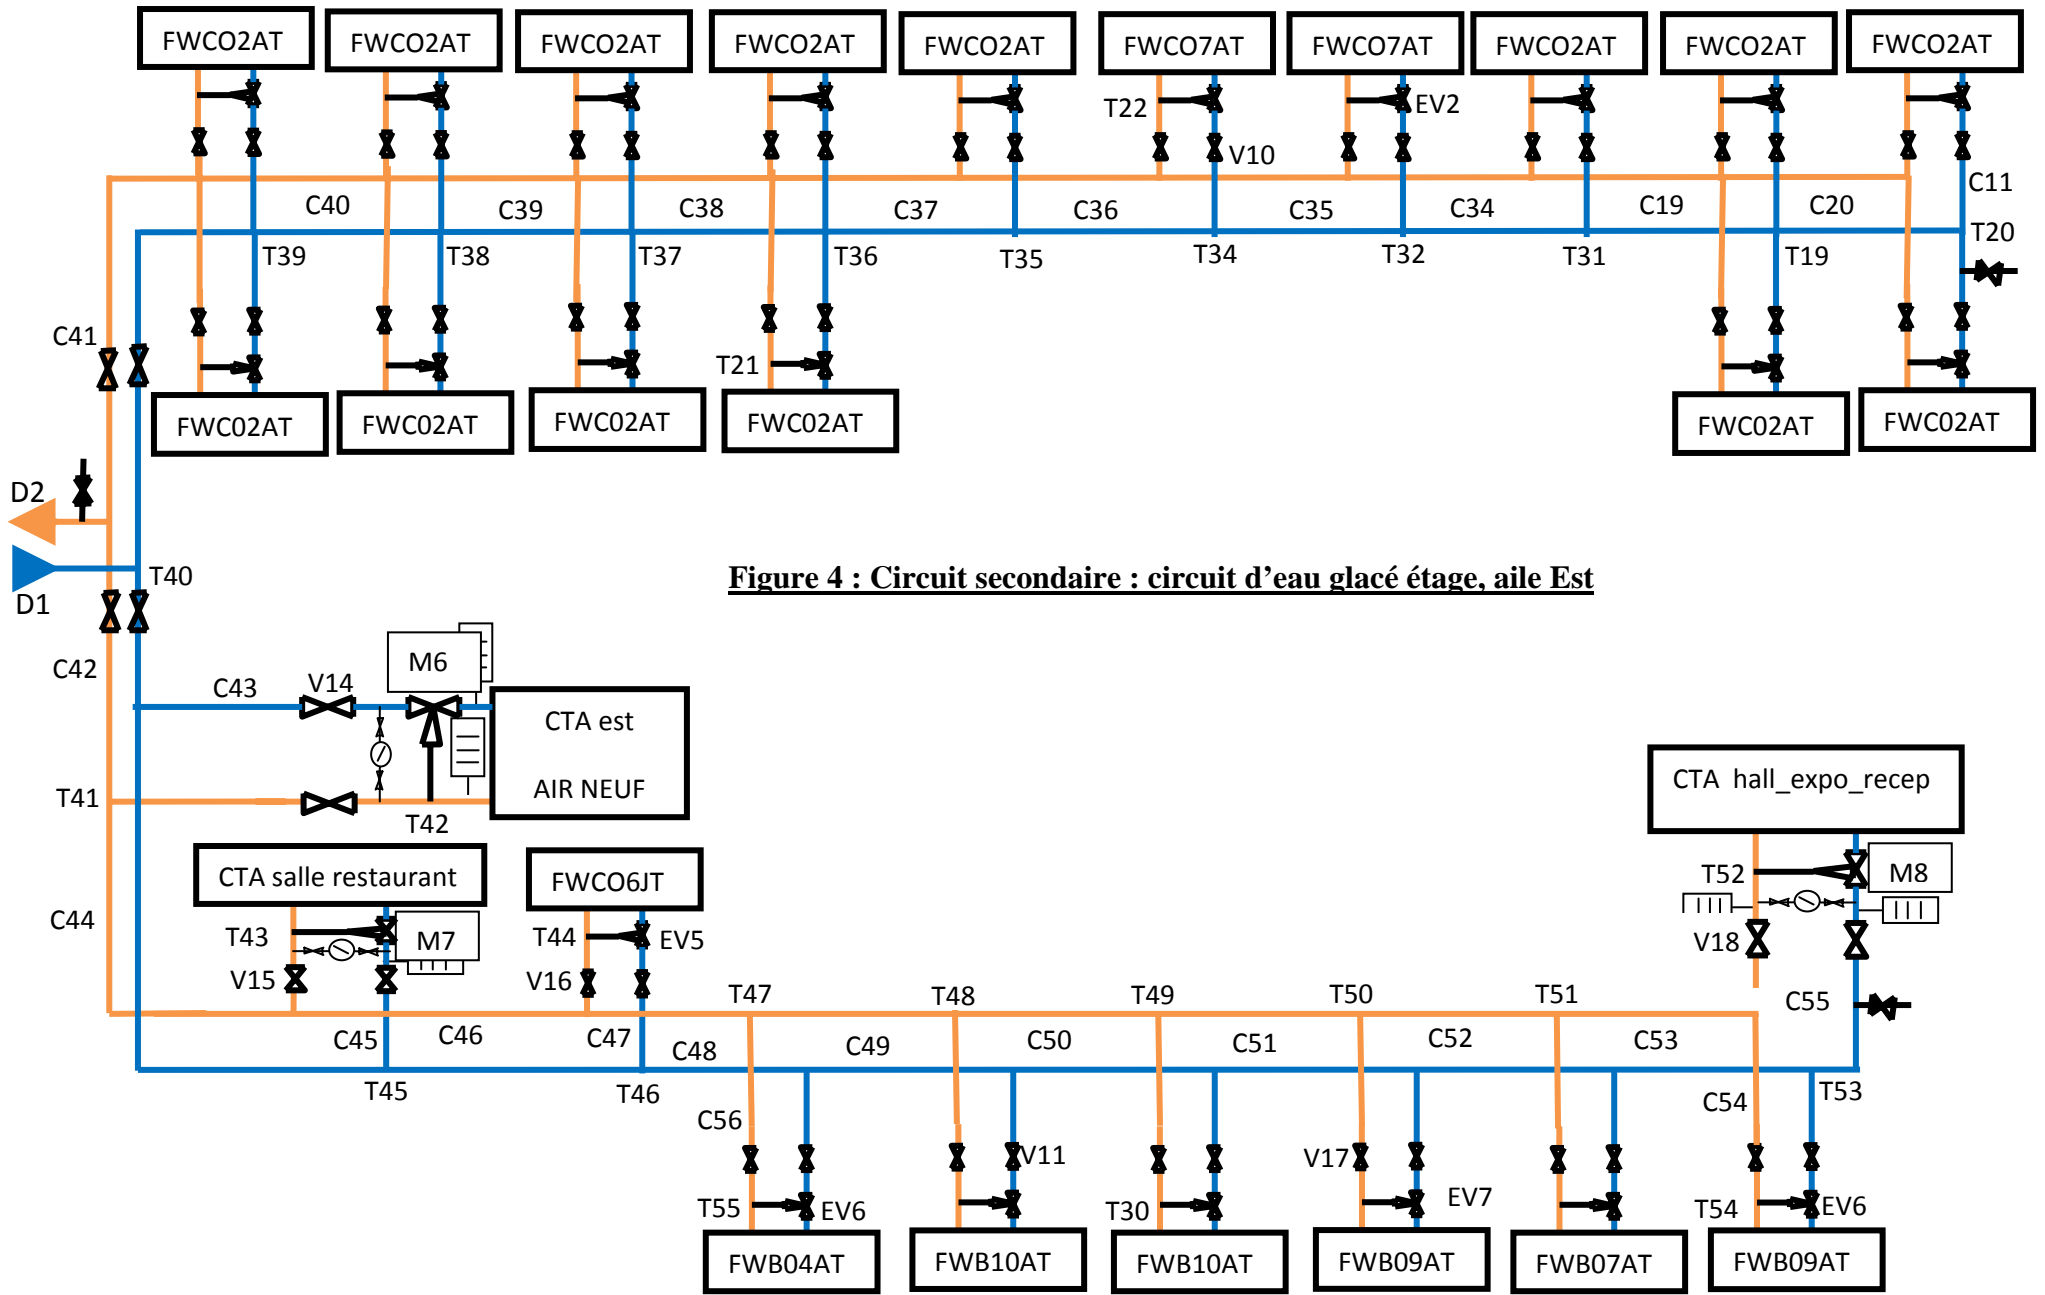 FWCO2AT FWCO2AT FWCO2AT FWCO2AT FWCO2AT FWCO7AT FWCO7AT FWCO2AT FWCO2AT FWCO2AT
T22 EV2
V10
C40 C39 C38 C37 C36 C35 C34 C19 C20 C11
T39 T38 T37 T36 T35 T34 T32 T31 T19 T20
C41
T21
FWC02AT FWC02AT FWC02AT FWC02AT FWC02AT FWC02AT
D2
T40
D1
Figure 4 : Circuit secondaire : circuit d'eau glacé étage, aile Est
C42
C43 V14 M6
CTA est
AIR NEUF
T41
T42
CTA hall_expo_recep
CTA salle restaurant FWCO6JT
T52 M8
C44
T43 M7 T44 EV5
V15 V16 V18
T47 T48 T49 T50 T51 C55
C45 C46 C47 C48 C49 C50 C51 C52 C53
T45 T46 T53
C56 C54
V11 V17
T55 EV6 T30 EV7 T54 EV6
FWB04AT FWB10AT FWB10AT FWB09AT FWB07AT FWB09AT